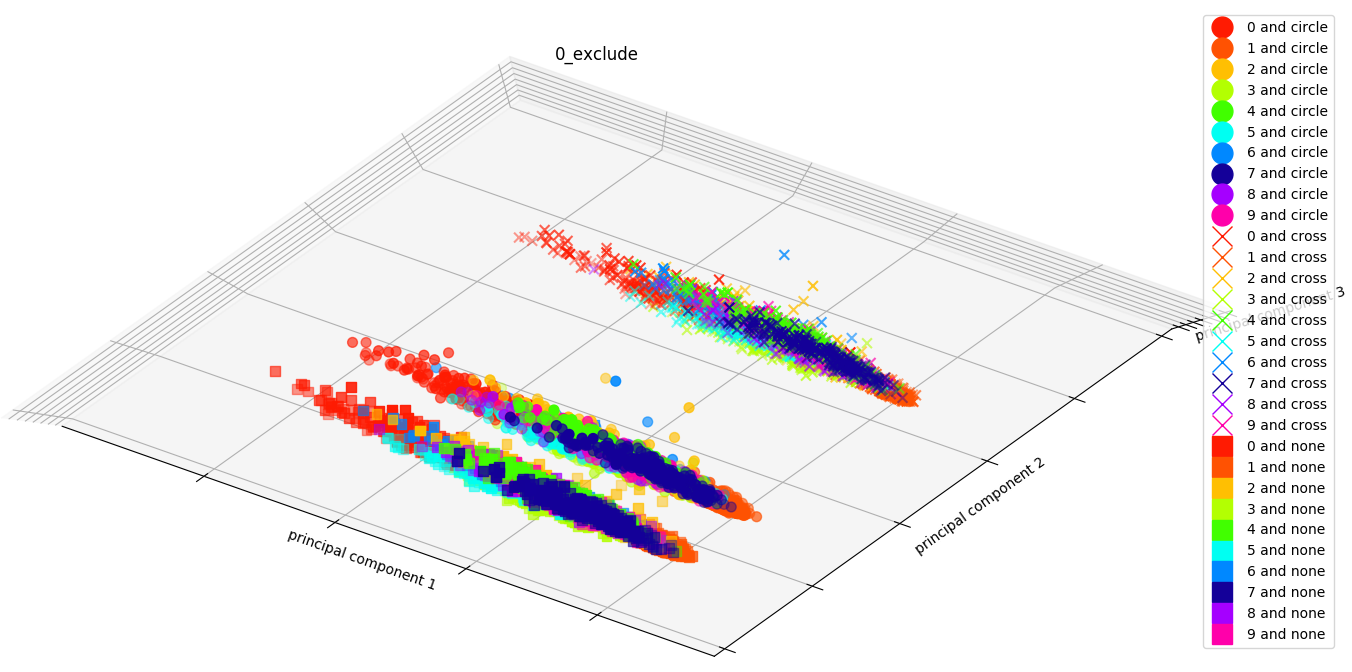 0_exclude
principal component 1
principal component 2
principal component 3
0 and circle
1 and circle
2 and circle
3 and circle
4 and circle
5 and circle
6 and circle
7 and circle
8 and circle
9 and circle
0 and cross
1 and cross
2 and cross
3 and cross
4 and cross
5 and cross
6 and cross
7 and cross
8 and cross
9 and cross
0 and none
1 and none
2 and none
3 and none
4 and none
5 and none
6 and none
7 and none
8 and none
9 and none